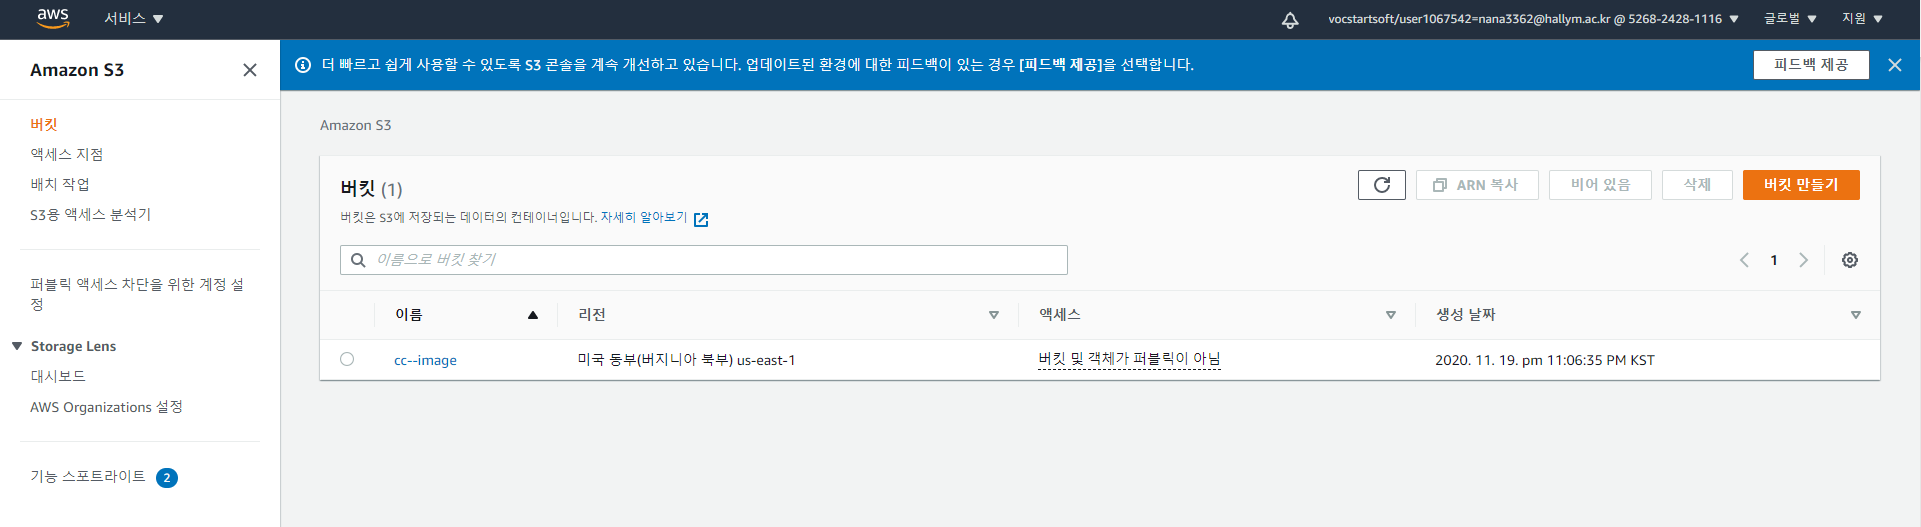 aws 서비스 vocstartsoft/user1067542=nana3362@hallym.ac.kr @ 5268-2428-1116 글로벌 지원
Amazon S3
더 빠르고 쉽게 사용할 수 있도록 S3 콘솔을 계속 개선하고 있습니다. 업데이트된 환경에 대한 피드백이 있는 경우 [피드백 제공]을 선택합니다. 피드백 제공
버킷
액세스 지점
배치 작업
S3용 액세스 분석기
퍼블릭 액세스 차단을 위한 계정 설
정
Storage Lens
대시보드
AWS Organizations 설정
기능 스포트라이트 2
Amazon S3
버킷 (1) ARN 복사 비어 있음 삭제 버킷 만들기
버킷은 S3에 저장되는 데이터의 컨테이너입니다. 자세히 알아보기
이름으로 버킷 찾기 1
이름 리전 액세스 생성 날짜
cc--image 미국 동부(버지니아 북부) us-east-1 버킷 및 객체가 퍼블릭이 아님 2020. 11. 19. pm 11:06:35 PM KST